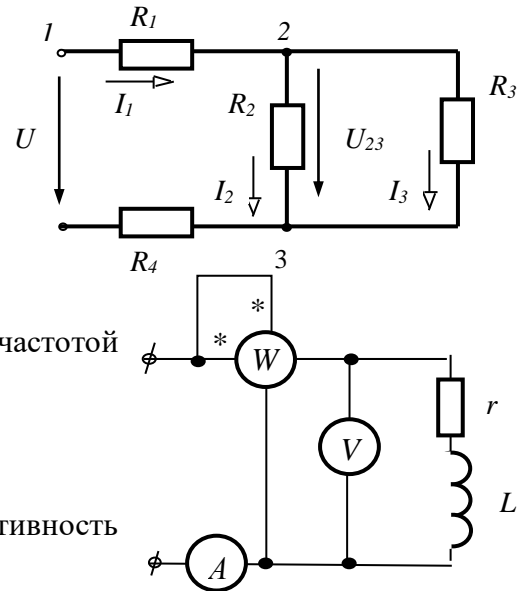 1 R₁ 2
I₁ R₂ R₃
U U₂₃
I₂ I₃
R₄ 3
* *
частотой W
r
V
L
тивность A